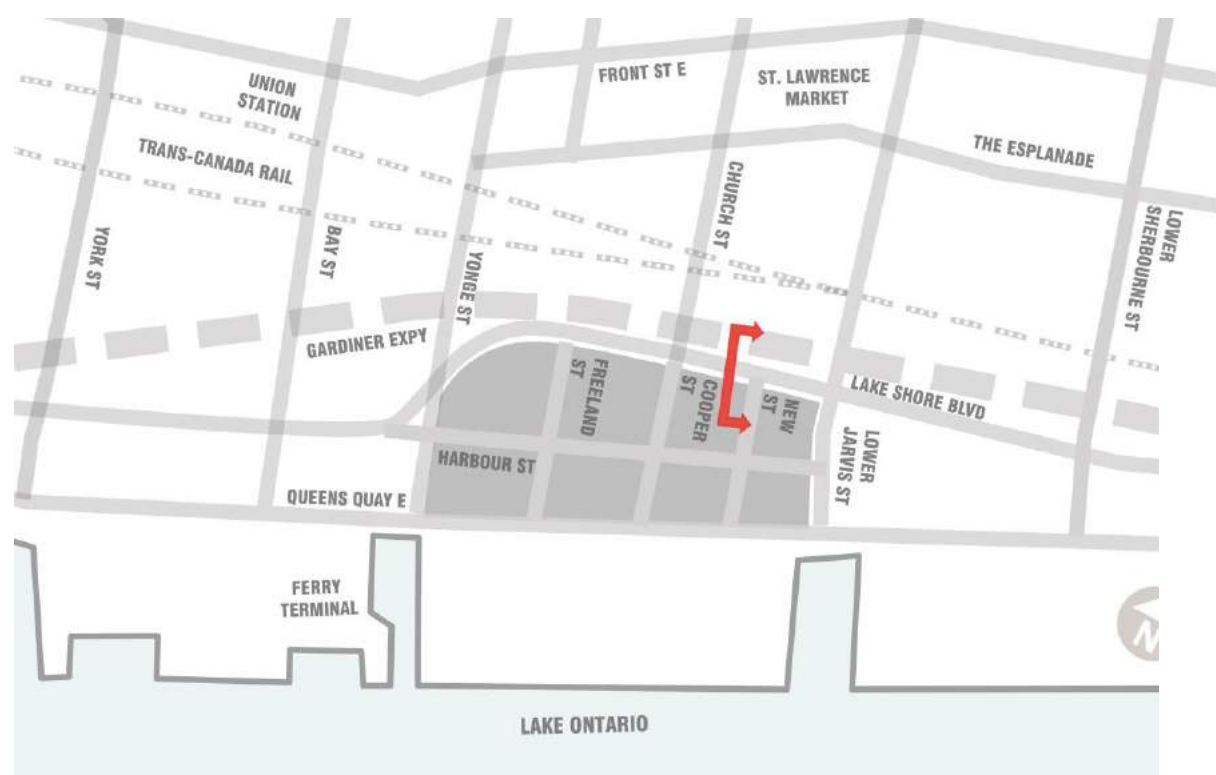 FRONT ST E
ST. LAWRENCE
MARKET
UNION
STATION
TRANS-CANADA RAIL
THE ESPLANADE
YORK ST
BAY ST
YONGE ST
CHURCH ST
LOWER
SHERBOURNE ST
GARDINER EXPY
FREELAND
ST
COOPER
ST
NEW
ST
LAKE SHORE BLVD
LOWER
JARVIS ST
HARBOUR ST
QUEENS QUAY E
FERRY
TERMINAL
N
LAKE ONTARIO